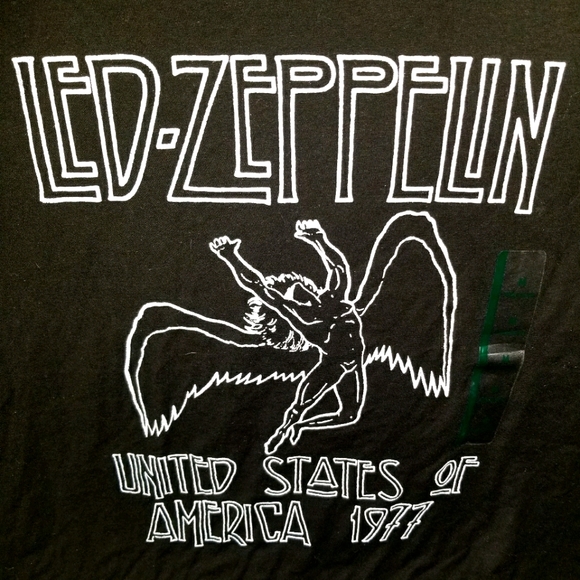 LED-ZEPPELIN
UNITED STATES OF
AMERICA 1977